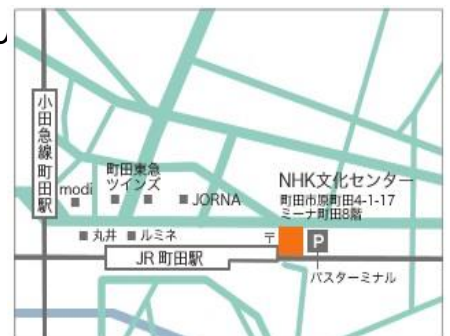 小田急線 町田駅
modi
町田東急
ツインズ
JORNA
NHK文化センター
町田市原町田4-1-17
ミーナ町田8階
丸井
ルミネ
〒
P
JR 町田駅
バスターミナル